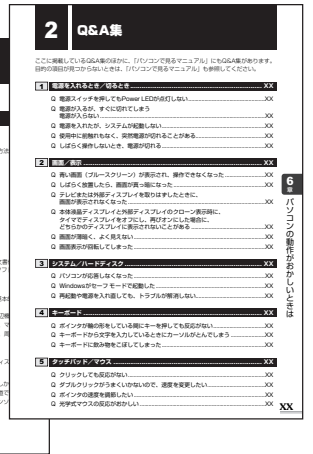 2 Q&A集
ここに掲載しているQ&A集のほかに、「パソコンで見るマニュアル」にもQ&A集があります。
目的の項目が見つからないときは、「パソコンで見るマニュアル」も参照してください。
1 電源を入れるとき／切るとき XX
Q 電源スイッチを押してもPower LEDが点灯しない XX
Q 電源が入るが、すぐに切れてしまう
電源が入らない XX
Q 電源を入れたが、システムが起動しない XX
Q 使用中に前触れもなく、突然電源が切れることがある XX
Q しばらく操作しないとき、電源が切れる XX
2 画面／表示 XX
Q 青い画面（ブルースクリーン）が表示され、操作できなくなった XX
Q しばらく放置したら、画面が真っ暗になった XX
Q テレビまたは外部ディスプレイを取りはずしたときに、
画面が表示されなくなった XX
Q 本体液晶ディスプレイと外部ディスプレイのクローン表示時に、
タイマでディスプレイをオフにし、再びオンにした場合に、
どちらかのディスプレイに表示されないことがある XX
Q 画面が薄暗く、よく見えない XX
Q 画面表示が回転してしまった XX
3 システム／ハードディスク XX
Q パソコンが応答しなくなった XX
Q Windowsがセーフモードで起動した XX
Q 再起動や電源を入れ直しても、トラブルが解消しない XX
4 キーボード XX
Q ポインタが輪の形をしている間にキーを押しても反応がない XX
Q キーボードから文字を入力しているときにカーソルがとんでしまう XX
Q キーボードに飲み物をこぼしてしまった XX
5 タッチパッド／マウス XX
Q クリックしても反応がない XX
Q ダブルクリックがうまくいかないので、速度を変更したい XX
Q ポインタの速度を調節したい XX
Q 光学式マウスの反応がおかしい XX
6章
パソコンの動作がおかしいときは
XX